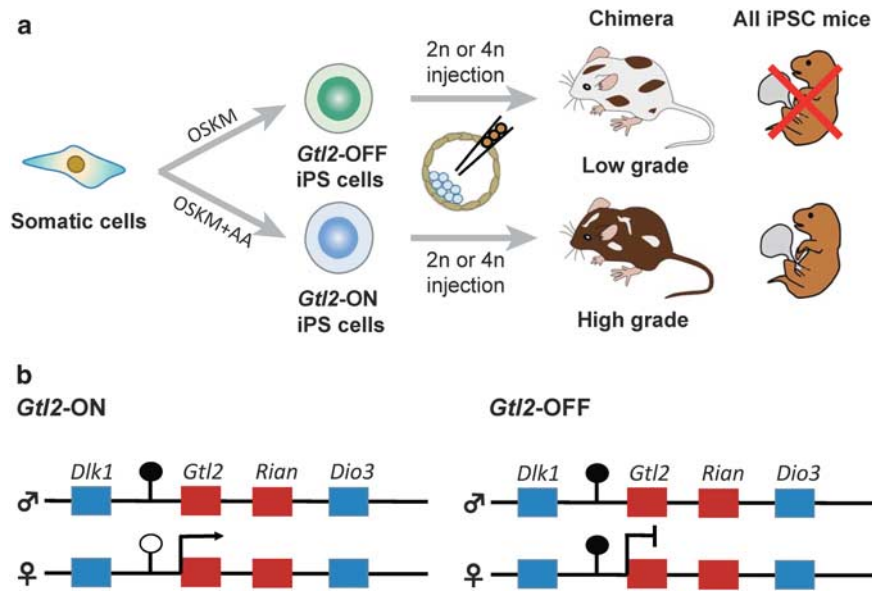 a
Chimera
All iPSC mice
2n or 4n
injection
OSKM
Gtl2-OFF
iPS cells
Low grade
Somatic cells
OSKM+AA
2n or 4n
injection
Gtl2-ON
iPS cells
High grade
b
Gtl2-ON
Gtl2-OFF
Dlk1 Gtl2 Rian Dio3
♂
♀
Dlk1 Gtl2 Rian Dio3
♂
♀